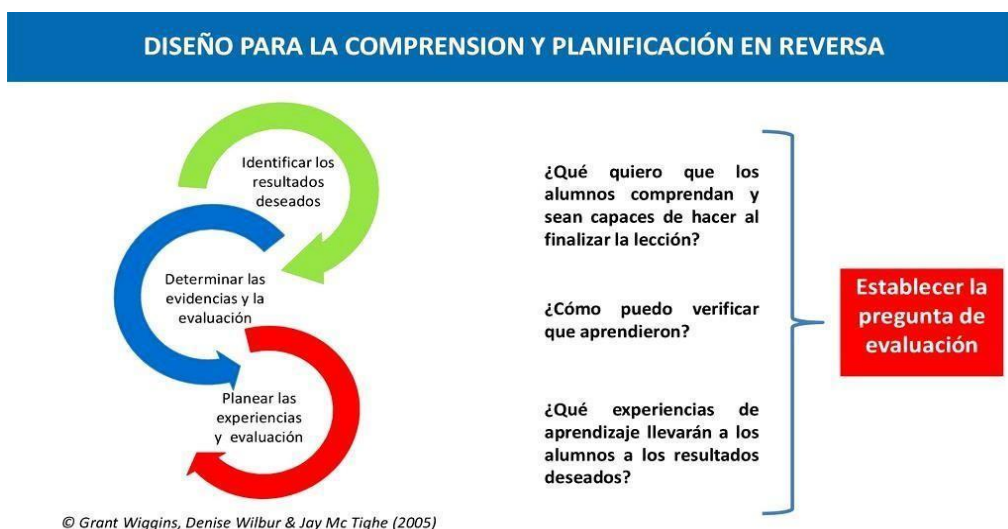 DISEÑO PARA LA COMPRENSION Y PLANIFICACIÓN EN REVERSA
Identificar los
resultados
deseados
Determinar las
evidencias y la
evaluación
Planear las
experiencias
y evaluación
¿Qué quiero que los
alumnos comprendan y
sean capaces de hacer al
finalizar la lección?
¿Cómo puedo verificar
que aprendieron?
¿Qué experiencias de
aprendizaje llevarán a los
alumnos a los resultados
deseados?
Establecer la
pregunta de
evaluación
© Grant Wiggins, Denise Wilbur & Jay Mc Tighe (2005)